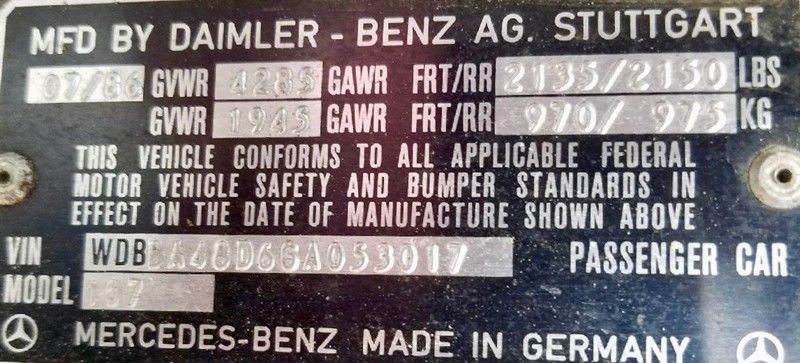 MFD BY DAIMLER - BENZ AG. STUTTGART
07/86 GVWR 4285 GAWR FRT/RR 2135/2150 LBS
GVWR 1945 GAWR FRT/RR 970/ 975 KG
THIS VEHICLE CONFORMS TO ALL APPLICABLE FEDERAL
MOTOR VEHICLE SAFETY AND BUMPER STANDARDS IN
EFFECT ON THE DATE OF MANUFACTURE SHOWN ABOVE
VIN WDBBA48D6GA053017 PASSENGER CAR
MODEL
MERCEDES-BENZ MADE IN GERMANY